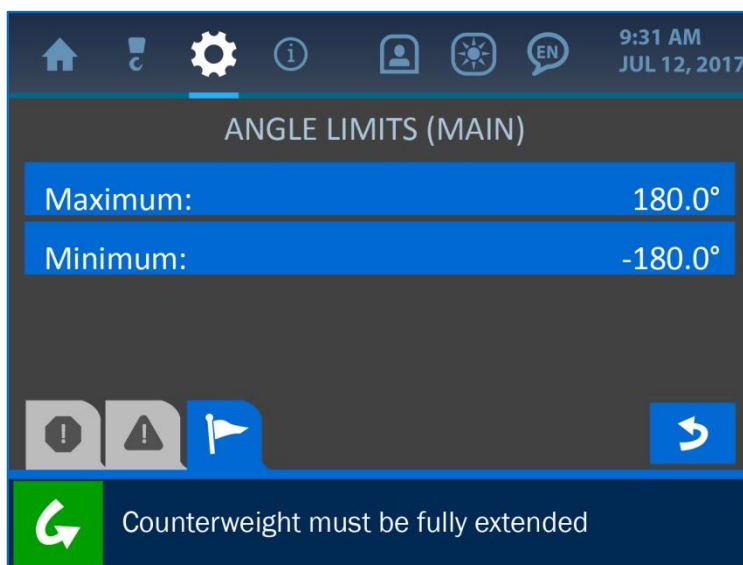 EN
9:31 AM
JUL 12, 2017
ANGLE LIMITS (MAIN)
Maximum: 180.0°
Minimum: -180.0°
Counterweight must be fully extended